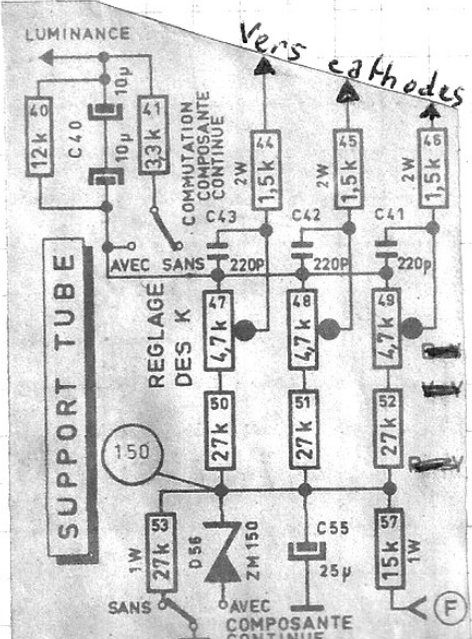 LUMINANCE
Vers cathodes
40
12k
C40
10µ
10µ
41
3,3k
COMMUTATION
COMPOSANTE
CONTINUE
44
2W
1,5k
45
2W
1,5k
46
2W
1,5k
AVEC
SANS
C43
220P
C42
220P
C41
220p
SUPPORT TUBE
REGLAGE
DES K
47
4,7k
48
4,7k
49
4,7k
50
27k
51
27k
52
27k
150
53
1W
27k
D56
ZM150
C55
25µ
57
15k
1W
F
SANS
AVEC
COMPOSANTE
CONTINUE